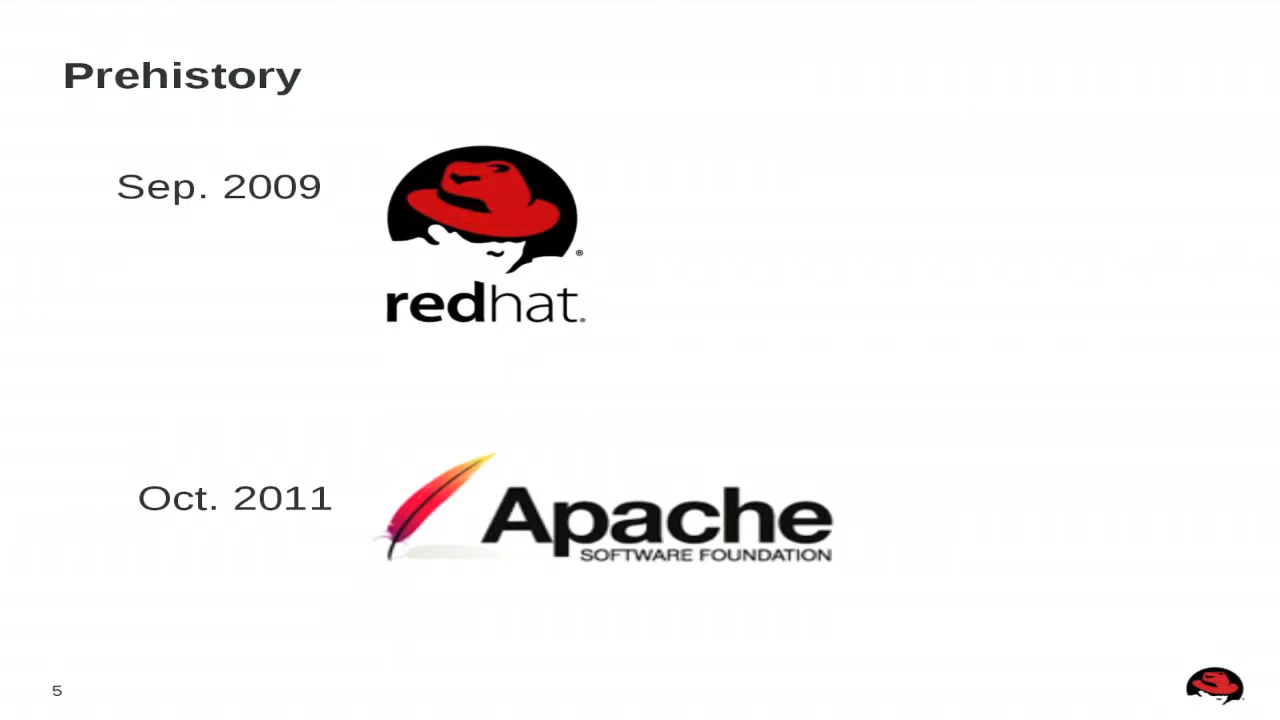 Prehistory
Sep. 2009
redhat.
Oct. 2011
Apache
SOFTWARE FOUNDATION
5